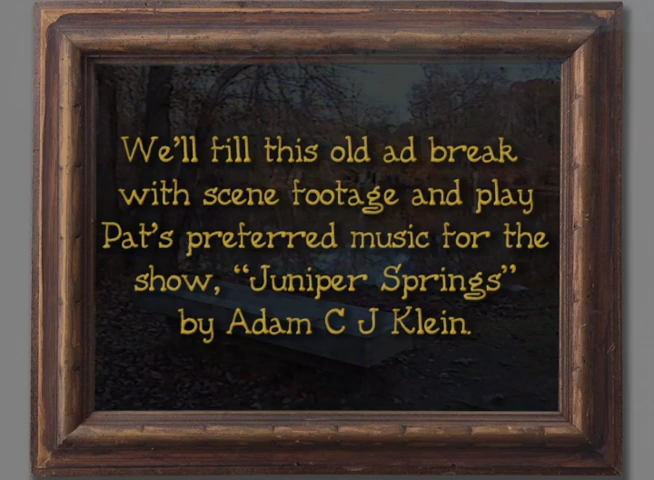 We'll fill this old ad break
with scene footage and play
Pat's preferred music for the
show, “Juniper Springs”
by Adam C J Klein.